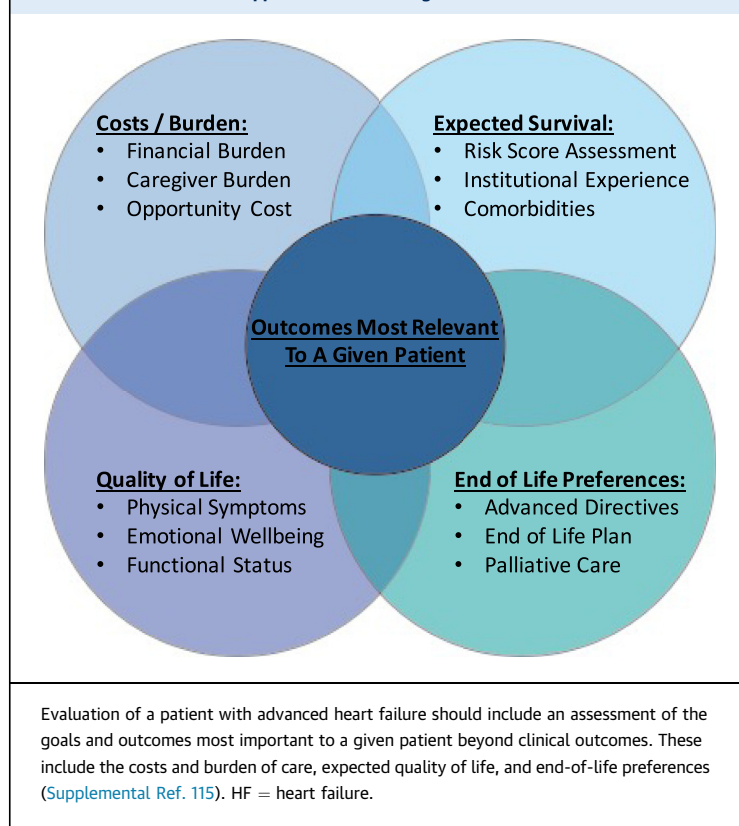 Costs / Burden:
• Financial Burden
• Caregiver Burden
• Opportunity Cost
Expected Survival:
• Risk Score Assessment
• Institutional Experience
• Comorbidities
Outcomes Most Relevant
To A Given Patient
Quality of Life:
• Physical Symptoms
• Emotional Wellbeing
• Functional Status
End of Life Preferences:
• Advanced Directives
• End of Life Plan
• Palliative Care
Evaluation of a patient with advanced heart failure should include an assessment of the
goals and outcomes most important to a given patient beyond clinical outcomes. These
include the costs and burden of care, expected quality of life, and end-of-life preferences
(Supplemental Ref. 115). HF = heart failure.